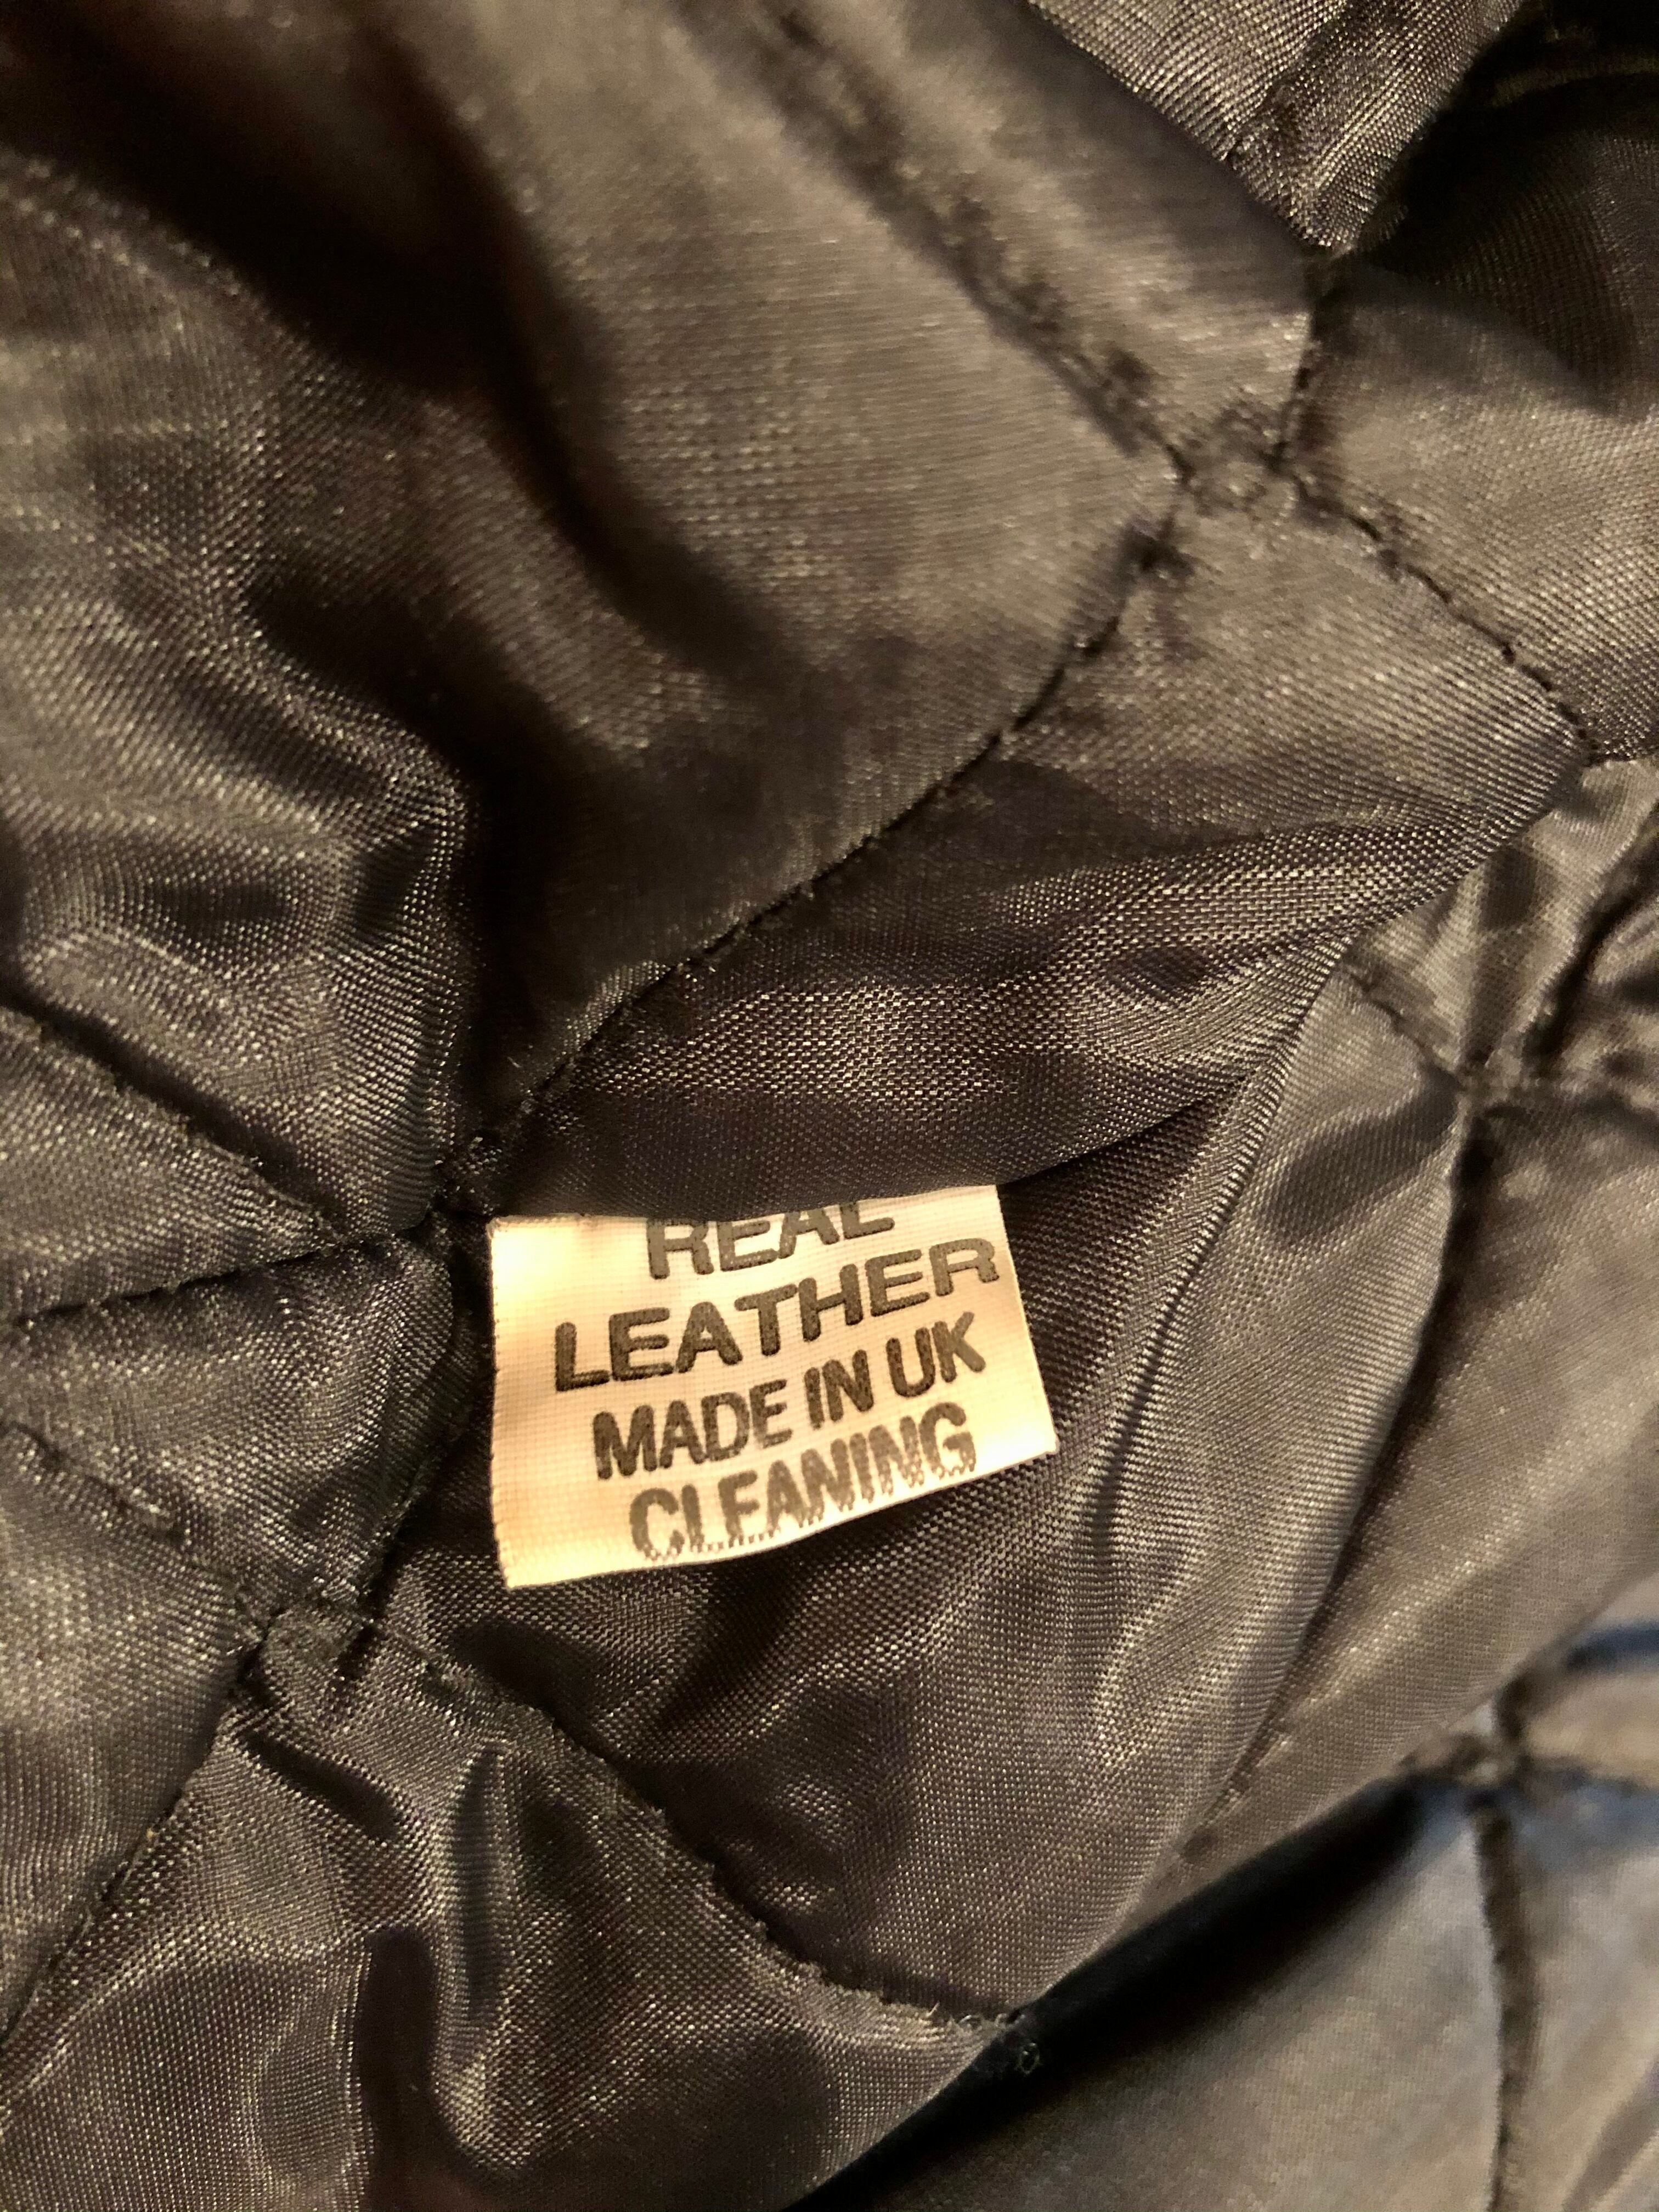 REAL
LEATHER
MADE IN UK
CLEANING